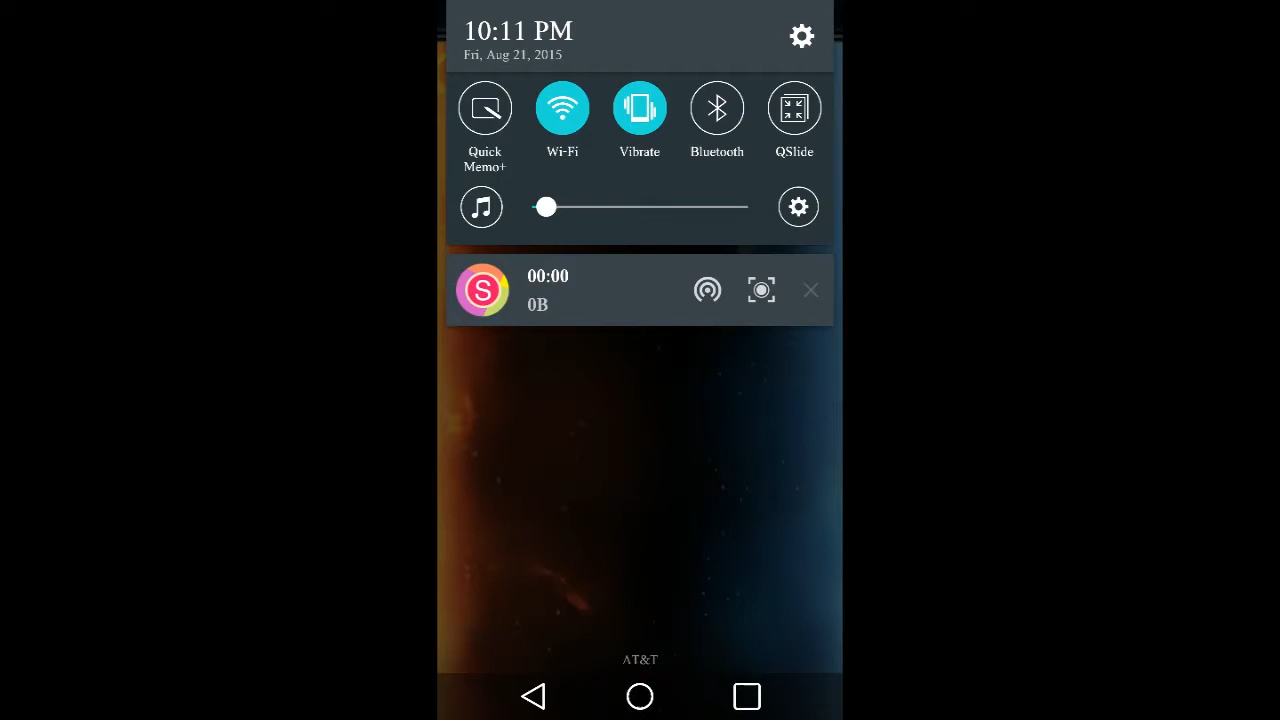 10:11 PM
Fri, Aug 21, 2015
Quick
Memo+
Wi-Fi
Vibrate
Bluetooth
QSlide
S
00:00
0B
AT&T